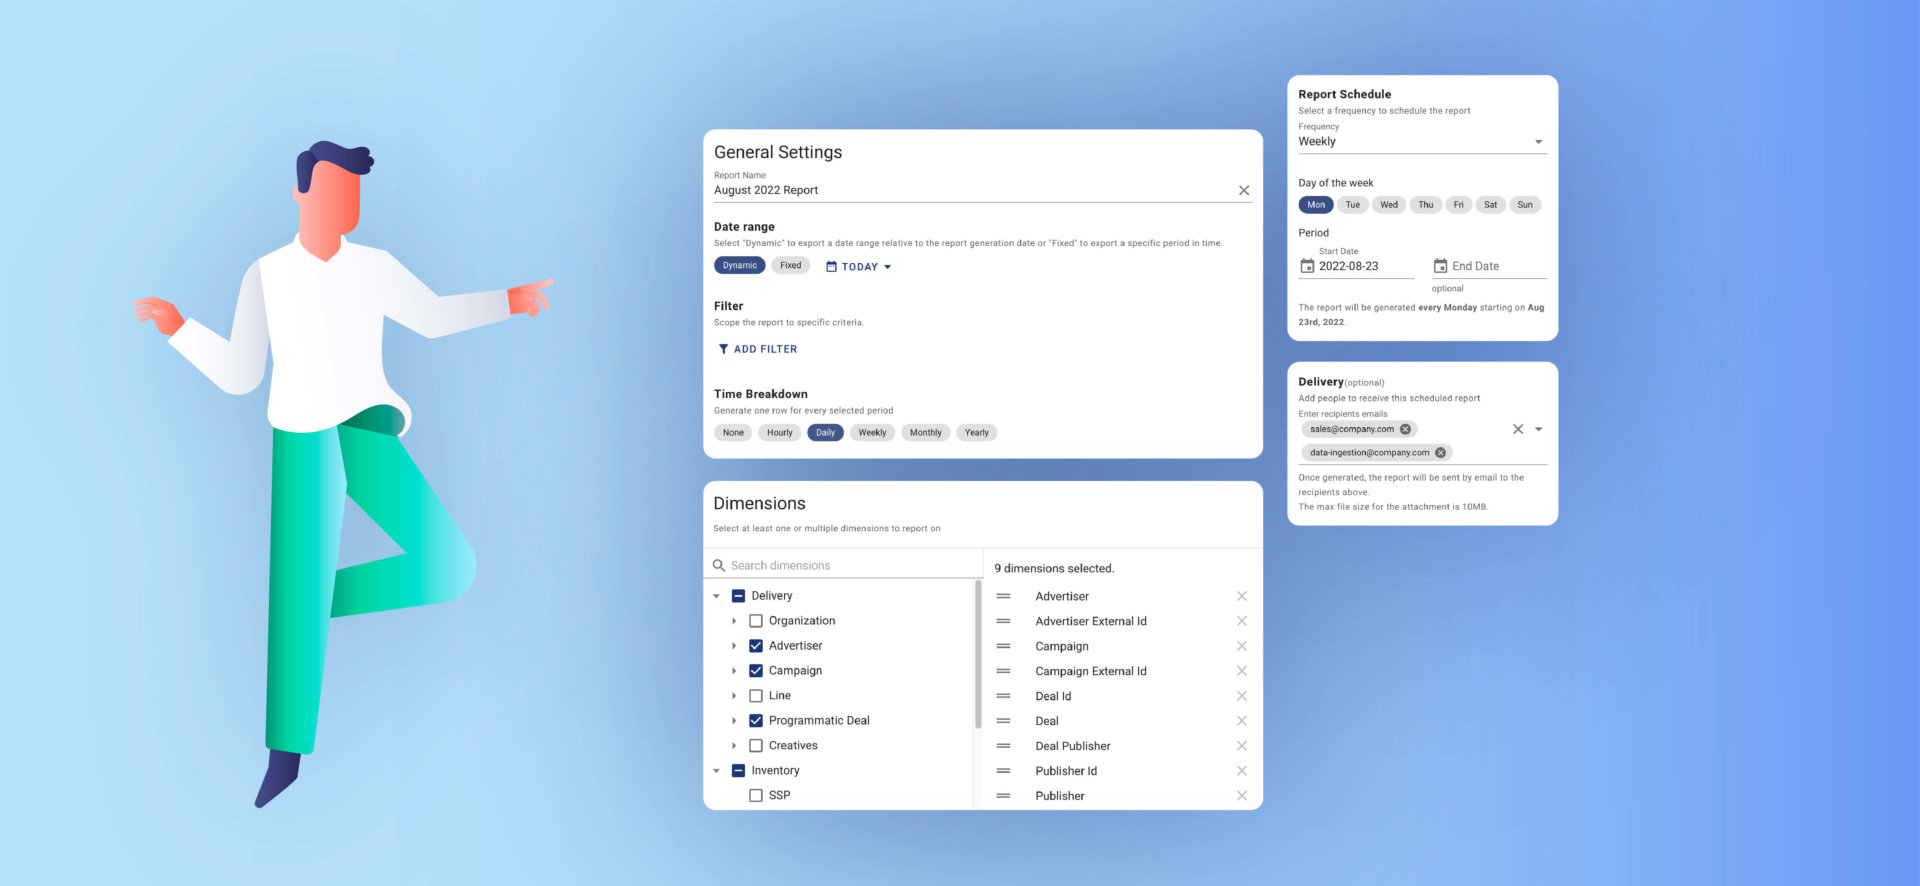 General Settings
Report Name
August 2022 Report
Date range
Select "Dynamic" to export a date range relative to the report generation date or "Fixed" to export a specific period in time.
Dynamic Fixed TODAY
Filter
Scope the report to specific criteria.
ADD FILTER
Time Breakdown
Generate one row for every selected period
None Hourly Daily Weekly Monthly Yearly
Dimensions
Select at least one or multiple dimensions to report on
Search dimensions
Delivery
Organization
Advertiser
Campaign
Line
Programmatic Deal
Creatives
Inventory
SSP
9 dimensions selected.
Advertiser
Advertiser External Id
Campaign
Campaign External Id
Deal Id
Deal
Deal Publisher
Publisher Id
Publisher
Report Schedule
Select a frequency to schedule the report
Frequency
Weekly
Day of the week
Mon Tue Wed Thu Fri Sat Sun
Period
Start Date
2022-08-23 End Date
optional
The report will be generated every Monday starting on Aug
23rd, 2022.
Delivery(optional)
Add people to receive this scheduled report
Enter recipients emails
sales@company.com
data-ingestion@company.com
Once generated, the report will be sent by email to the
recipients above.
The max file size for the attachment is 10MB.